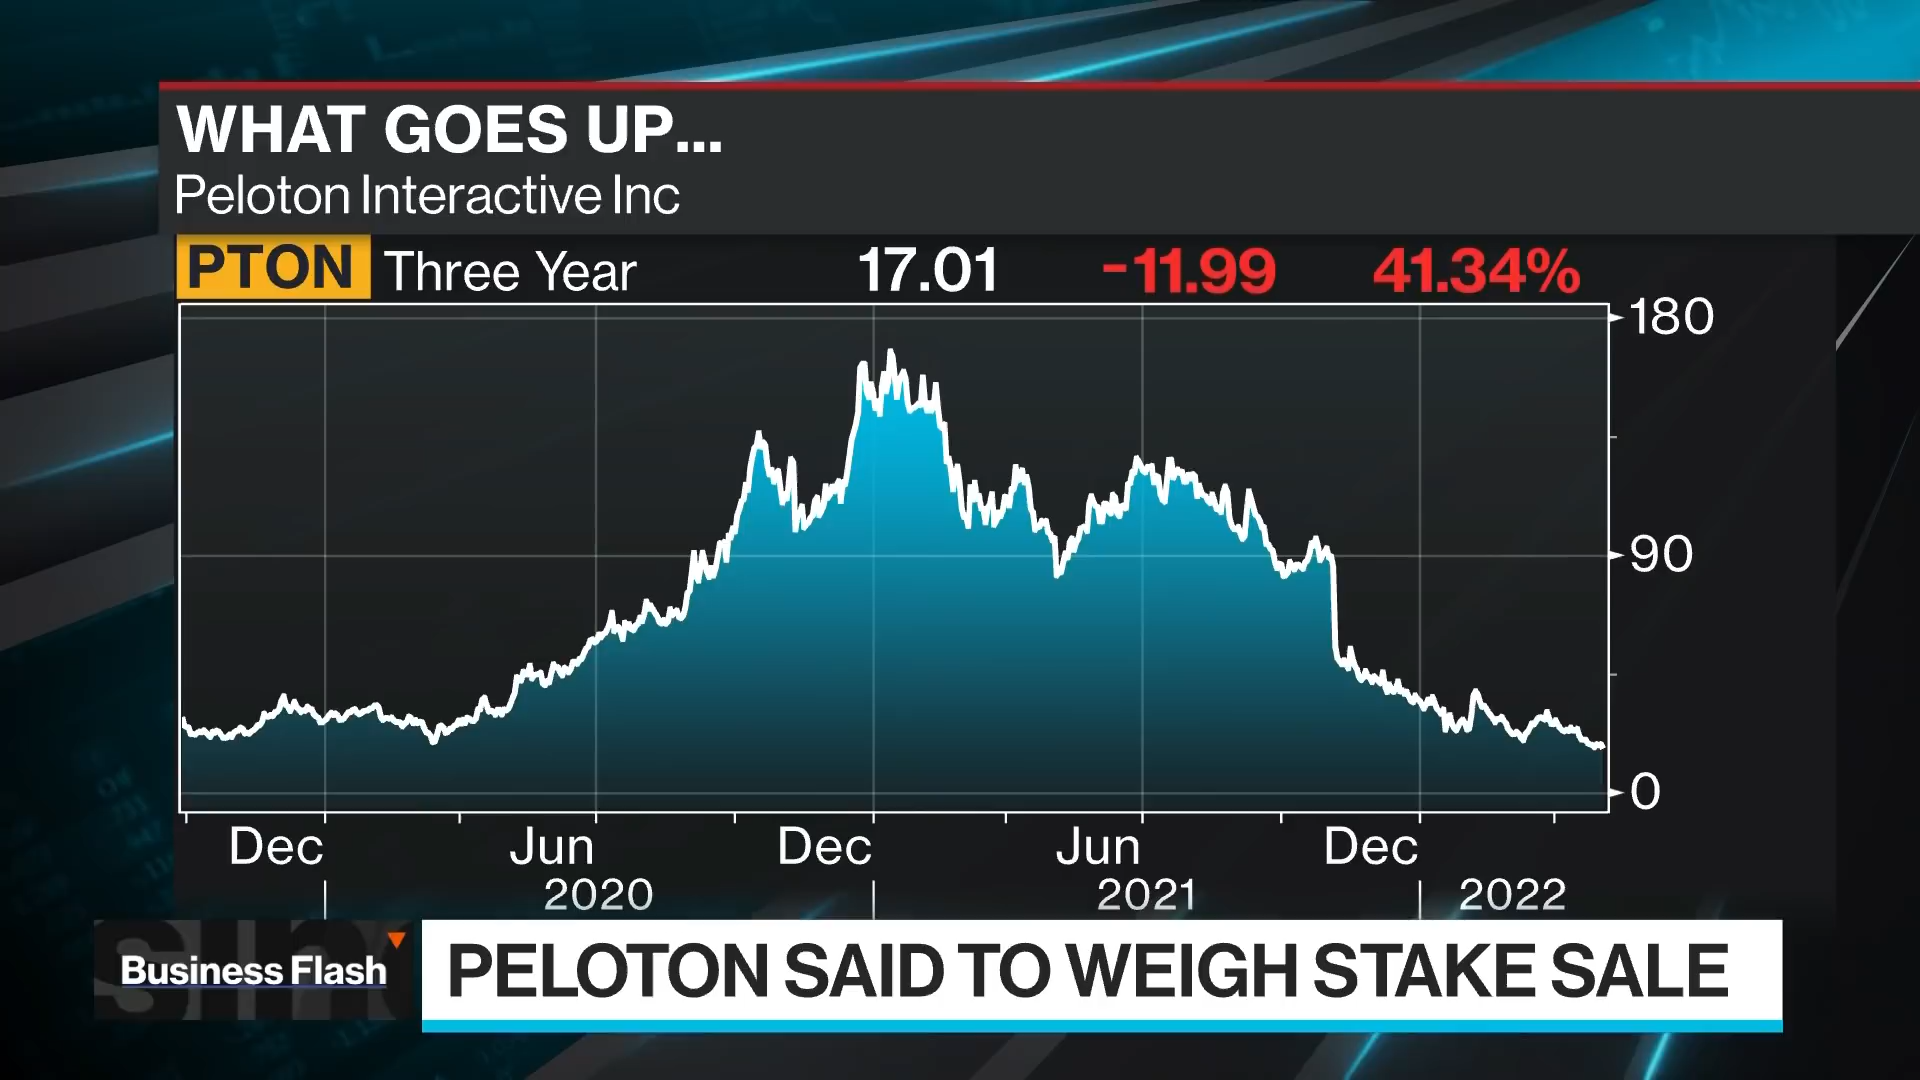 WHAT GOES UP...
Peloton Interactive Inc
PTON Three Year 17.01 -11.99 41.34%
180
90
0
Dec Jun Dec Jun Dec
2020 2021 2022
Business Flash
PELOTON SAID TO WEIGH STAKE SALE